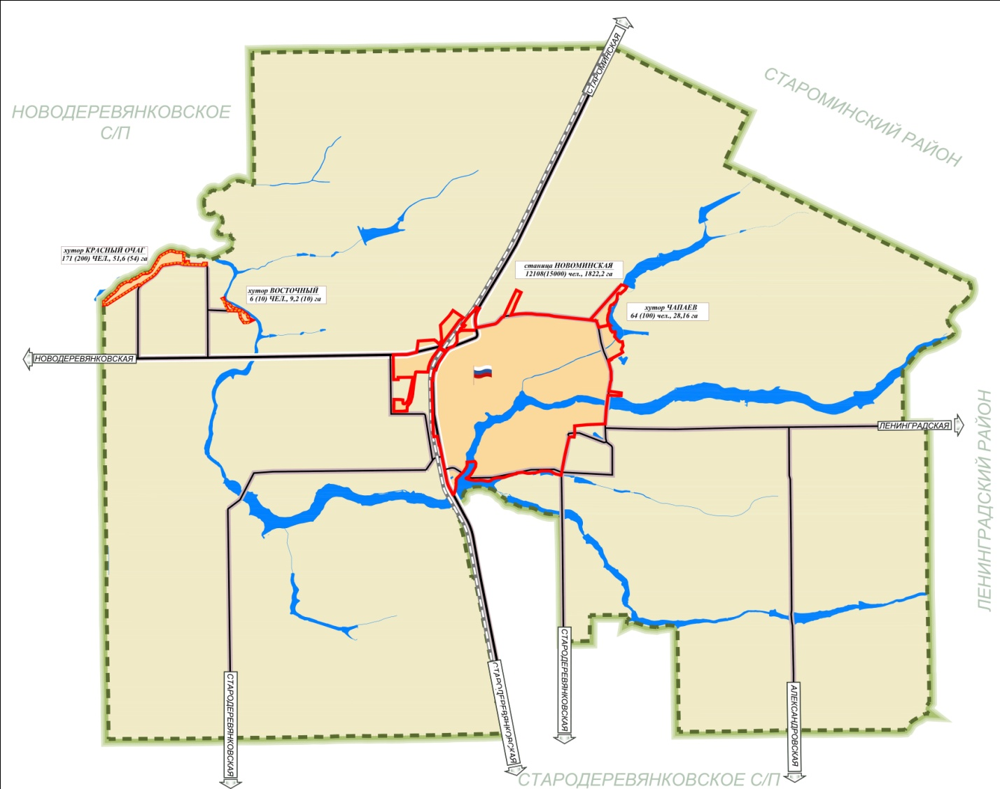 СТАРОМИНСКАЯ
СТАРОМИНСКИЙ РАЙОН
НОВОДЕРЕВЯНКОВСКОЕ
С/П
хутор КРАСНЫЙ ОЧАГ
171 (200) ЧЕЛ., 51,6 (54) га
станица НОВОМИНСКАЯ
12108(15000) чел., 1822,2 га
хутор ВОСТОЧНЫЙ
6 (10) ЧЕЛ., 9,2 (10) га
хутор ЧАПАЕВ
64 (100) чел., 28,16 га
НОВОДЕРЕВЯНКОВСКАЯ
ЛЕНИНГРАДСКАЯ
ЛЕНИНГРАДСКИЙ РАЙОН
СТАРОДЕРЕВЯНКОВСКАЯ
СТАРОДЕРЕВЯНКОВСКАЯ
СТАРОДЕРЕВЯНКОВСКАЯ
АЛЕКСАНДРОВСКАЯ
СТАРОДЕРЕВЯНКОВСКОЕ С/П